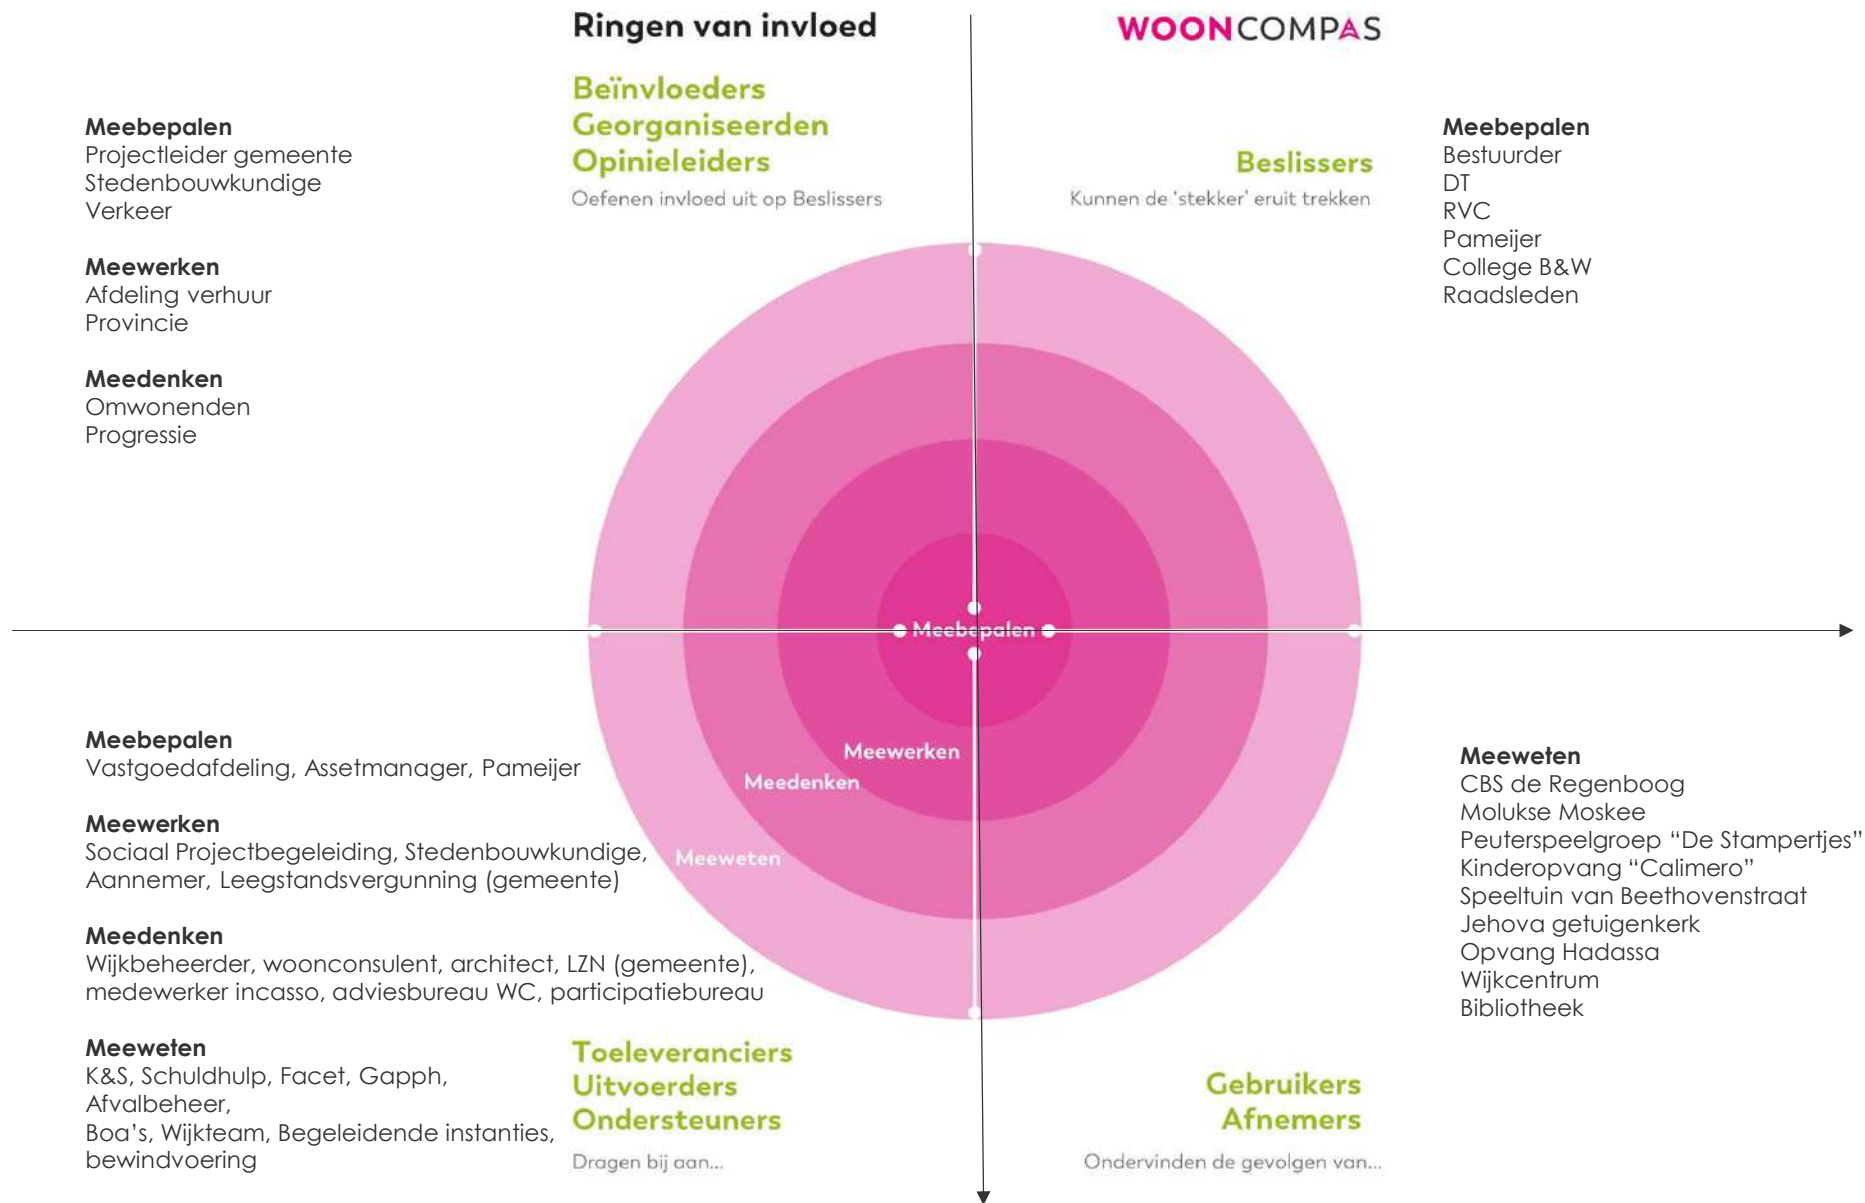 Ringen van invloed
WOONCOMPAS
Beïnvloeders
Georganiseerden
Opinieleiders
Oefenen invloed uit op Beslissers
Beslissers
Kunnen de ‘stekker’ eruit trekken
Meebepalen
Projectleider gemeente
Stedenbouwkundige
Verkeer
Meewerken
Afdeling verhuur
Provincie
Meedenken
Omwonenden
Progressie
Meebepalen
Bestuurder
DT
RVC
Pameijer
College B&W
Raadsleden
Meebepalen
Meewerken
Meedenken
Meeweten
Meebepalen
Vastgoedafdeling, Assetmanager, Pameijer
Meewerken
Sociaal Projectbegeleiding, Stedenbouwkundige,
Aannemer, Leegstandsvergunning (gemeente)
Meedenken
Wijkbeheerder, woonconsulent, architect, LZN (gemeente),
medewerker incasso, adviesbureau WC, participatiebureau
Meeweten
K&S, Schuldhulp, Facet, Gapph,
Afvalbeheer,
Boa’s, Wijkteam, Begeleidende instanties,
bewindvoering
Toeleveranciers
Uitvoerders
Ondersteuners
Dragen bij aan...
Meeweten
CBS de Regenboog
Molukse Moskee
Peuterspeelgroep “De Stampertjes”
Kinderopvang “Calimero”
Speeltuin van Beethovenstraat
Jehova getuigenkerk
Opvang Hadassa
Wijkcentrum
Bibliotheek
Gebruikers
Afnemers
Ondervinden de gevolgen van...